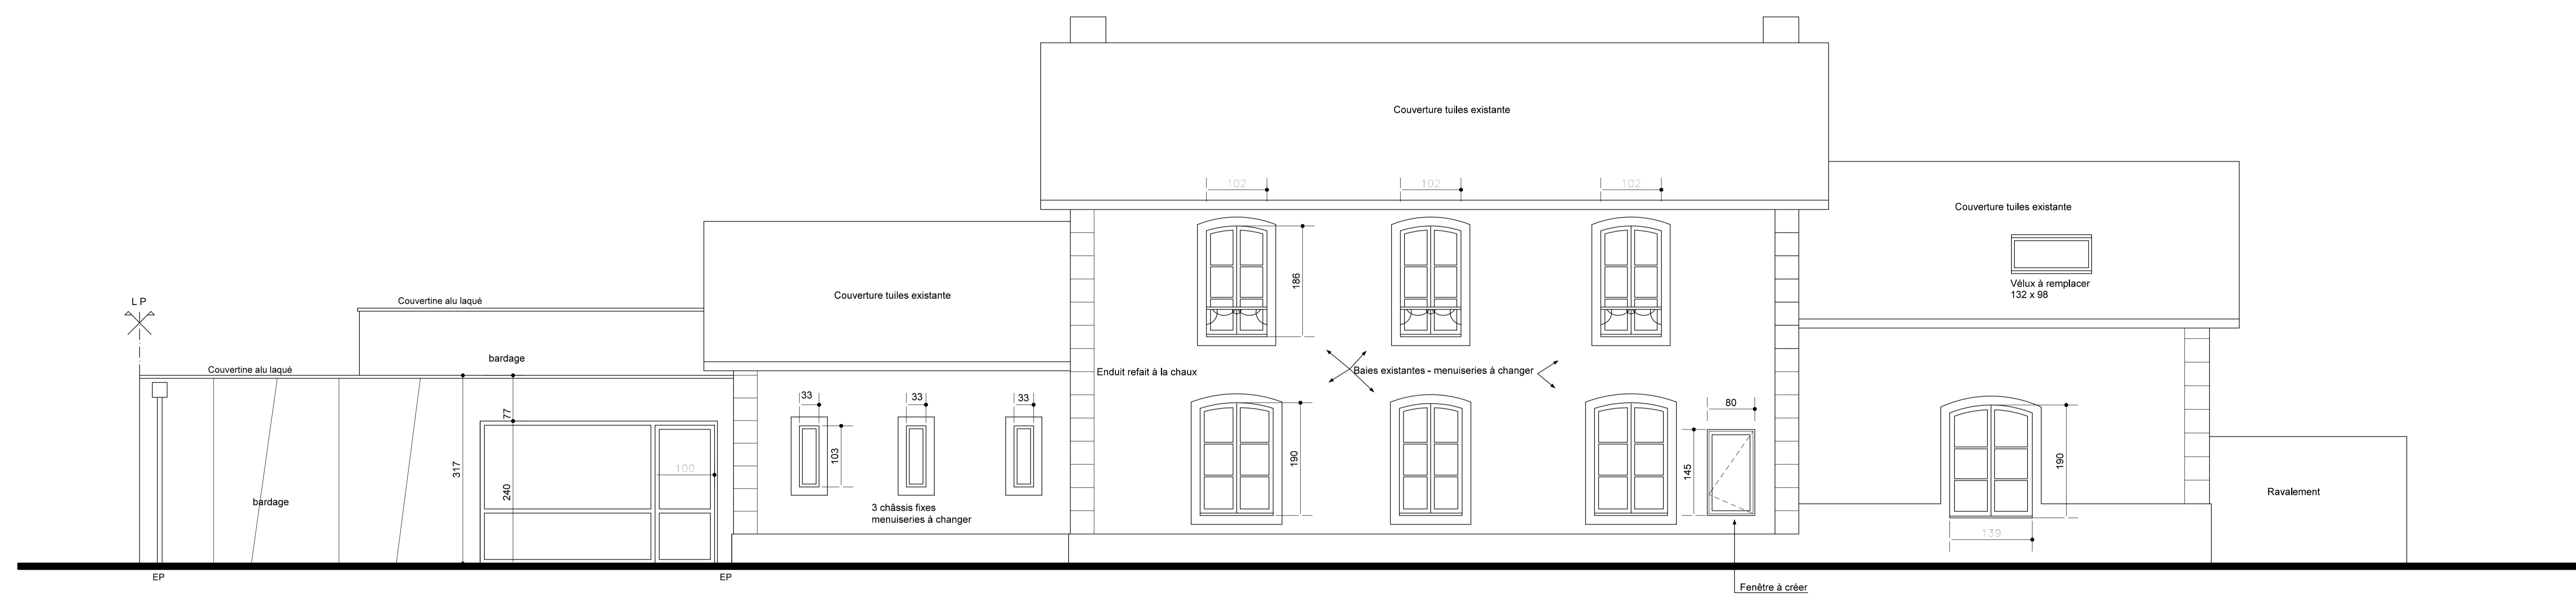 Couverture tuiles existante
102
102
102
Couverture tuiles existante
Vélux à remplacer
132 x 98
186
Couverture tuiles existante
L P
Couvertine alu laqué
bardage
Couvertine alu laqué
Enduit refait à la chaux
Baies existantes - menuiseries à changer
33
33
33
80
77
317
240
100
103
190
145
190
bardage
3 châssis fixes
menuiseries à changer
Ravalement
139
EP
EP
Fenêtre à créer